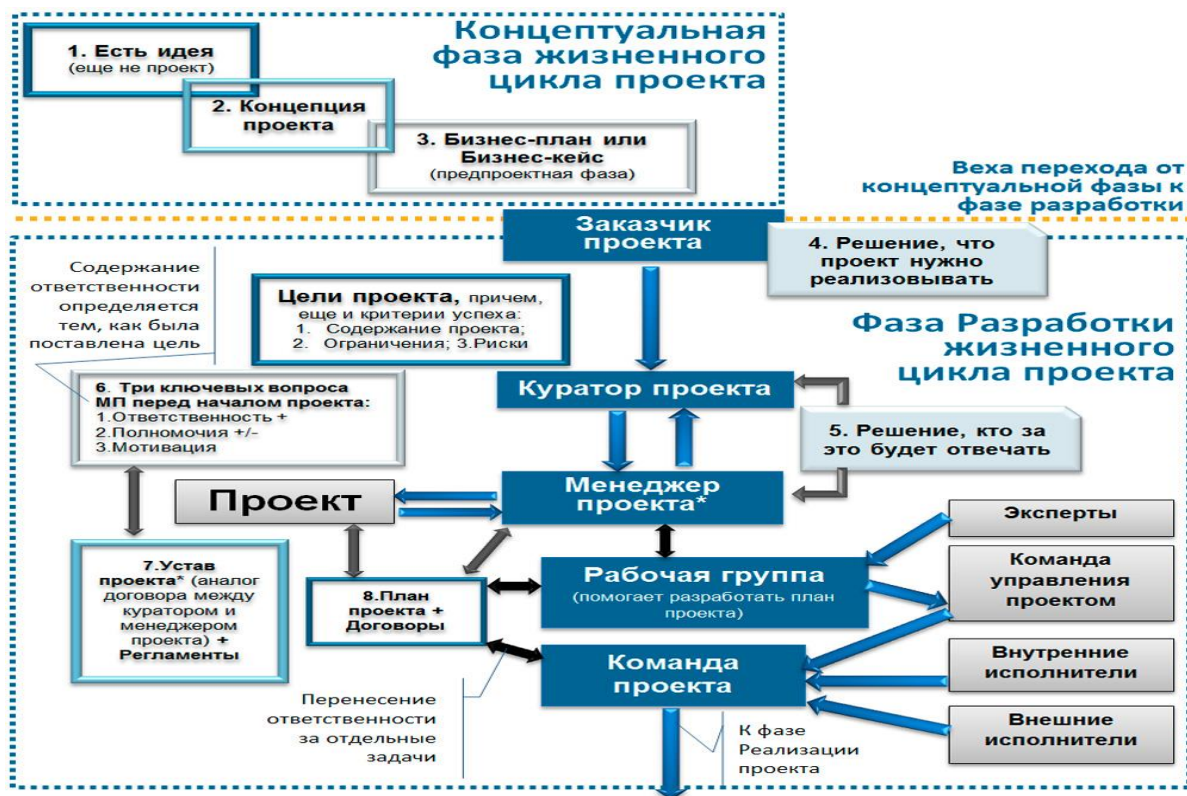 Концептуальная
фаза жизненного
цикла проекта
1. Есть идея
(еще не проект)
2. Концепция
проекта
3. Бизнес-план или
Бизнес-кейс
(предпроектная фаза)
Веха перехода от
концептуальной фазы к
фазе разработки
Заказчик
проекта
4. Решение, что
проект нужно
реализовывать
Содержание
ответственности
определяется
тем, как была
поставлена цель
Цели проекта, причем,
еще и критерии успеха:
1. Содержание проекта;
2. Ограничения; 3.Риски
Фаза Разработки
жизненного
цикла проекта
Куратор проекта
6. Три ключевых вопроса
МП перед началом проекта:
1.Ответственность +
2.Полномочия +/-
3.Мотивация
5. Решение, кто за
это будет отвечать
Проект
Менеджер
проекта*
Эксперты
7.Устав
проекта* (аналог
договора между
куратором и
менеджером
проекта) +
Регламенты
8.План
проекта +
Договоры
Рабочая группа
(помогает разработать план
проекта)
Команда
управления
проектом
Команда
проекта
Внутренние
исполнители
Перенесение
ответственности
за отдельные
задачи
К фазе
Реализации
проекта
Внешние
исполнители